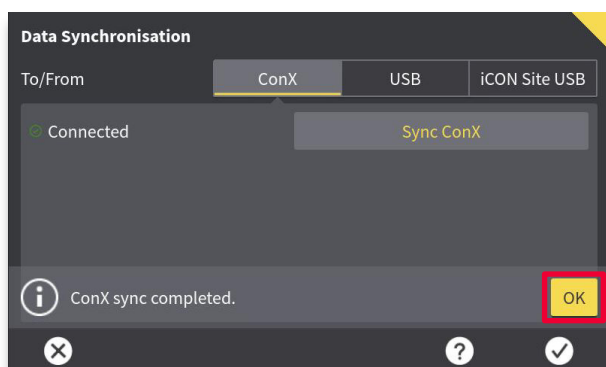 Data Synchronisation
To/From ConX USB iCON Site USB
Connected Sync ConX
ConX sync completed. OK